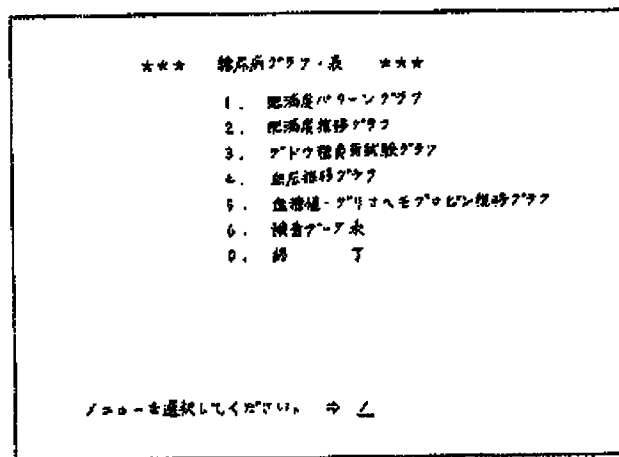 ★★★ 糖尿病グラフ・表 ★★★
1. 肥満度パターングラフ
2. 肥満度推移グラフ
3. ブドウ糖負荷試験グラフ
4. 血圧推移グラフ
5. 血糖値-グリコヘモグロビン推移グラフ
6. 検査データ表
0. 終 了
メニューを選択してください。 ⇒ 1